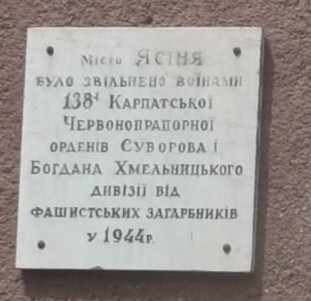 Місто Ясіня
було звільнено воїнами
138ї Карпатської
Червонопрапорної
орденів Суворова і
Богдана Хмельницького
дивізії від
фашистських загарбників
у 1944р.